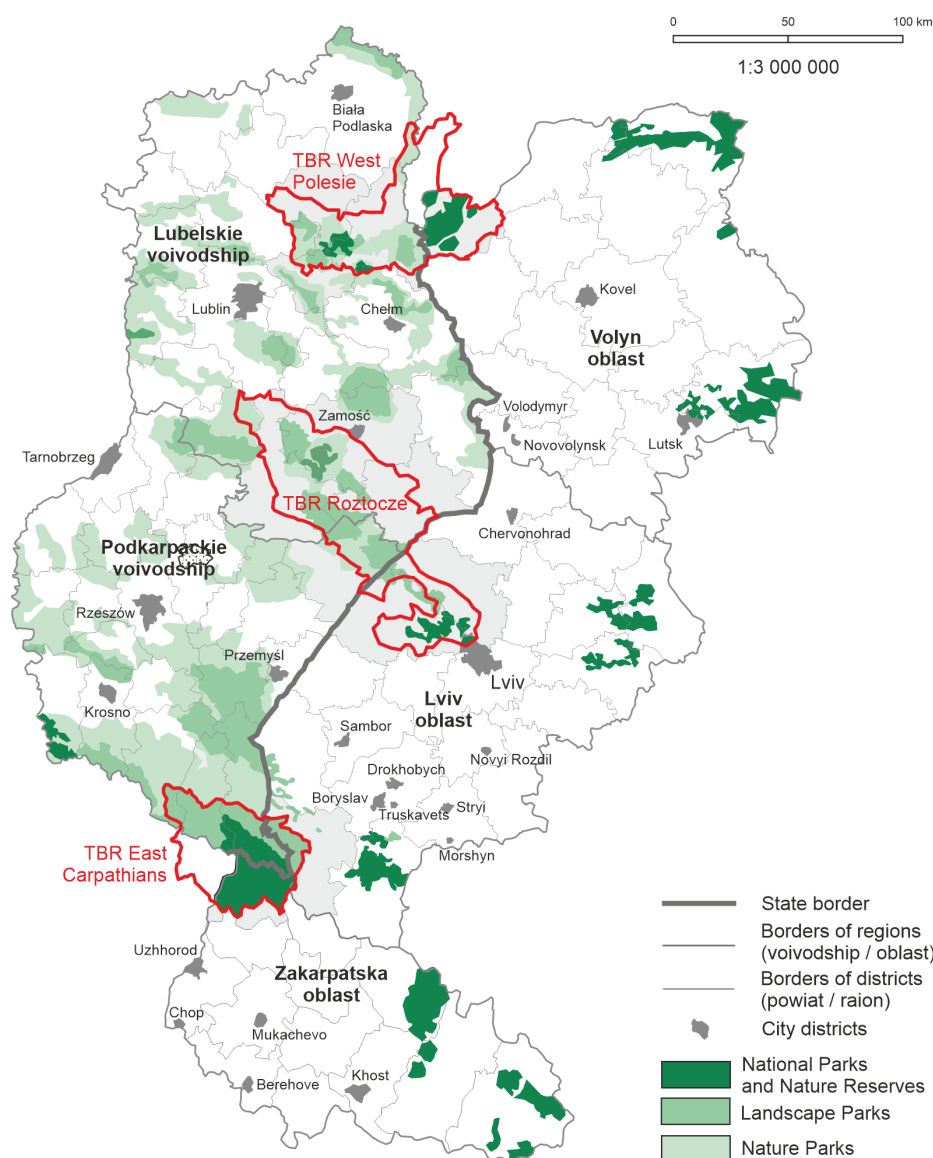 0 50 100 km
1:3 000 000
Biała
Podlaska
TBR West
Polesie
Lubelskie
voivodship
Lublin
Chełm
Kovel
Volyn
oblast
Zamość
Volodymyr
Novovolynsk
Lutsk
Tarnobrzeg
TBR Roztocze
Chervonohrad
Podkarpackie
voivodship
Rzeszów
Przemyśl
Lviv
Krosno
Lviv
oblast
Sambor
Novyi Rozdil
Drokhobych
Boryslav
Truskavets
Stryi
Morshyn
TBR East
Carpathians
Uzhhorod
Zakarpatska
oblast
Chop
Mukachevo
Berehove
Khost
State border
Borders of regions
(voivodship / oblast)
Borders of districts
(powiat / raion)
City districts
National Parks
and Nature Reserves
Landscape Parks
Nature Parks